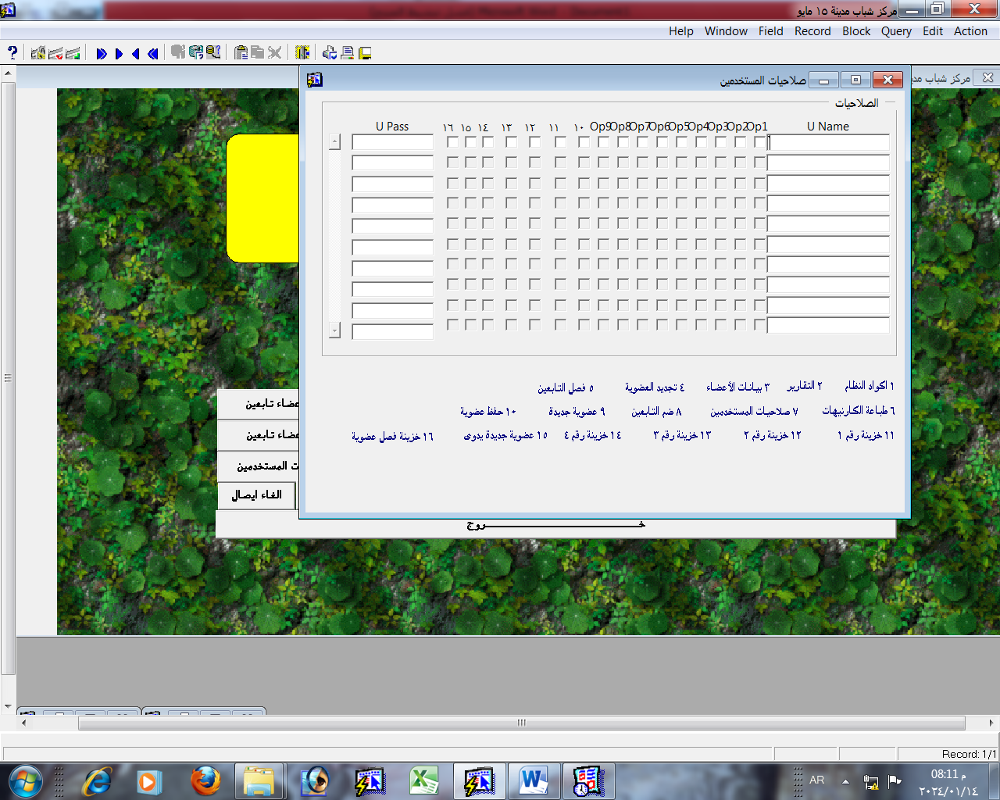 مركز شباب مدينة ١٥ مايو
Action Edit Query Block Record Field Window Help
مركز شباب مدي
صلاحيات المستخدمين
الصلاحيات
U Name Op1 Op2 Op3 Op4 Op5 Op6 Op7 Op8 Op9 ١٠ ١١ ١٢ ١٣ ١٤ ١٥ ١٦ U Pass
١ اكواد النظام ٢ التقارير ٣ بيانات الأعضاء ٤ تجديد العضوية ٥ فصل التابعين
٦ طباعة الكارنيهات ٧ صلاحيات المستخدمين ٨ ضم التابعين ٩ عضوية جديدة ١٠ حفظ عضوية
١١ خزينة رقم ١ ١٢ خزينة رقم ٢ ١٣ خزينة رقم ٣ ١٤ خزينة رقم ٤ ١٥ عضوية جديدة يدوى ١٦ خزينة فصل عضوية
عضاء تابعين
عضاء تابعين
ت المستخدمين
الغاء ايصال
خـــــــــــــــــروج
Record: 1/1
AR
08:11 م
٢٠٢٤/٠١/١٤